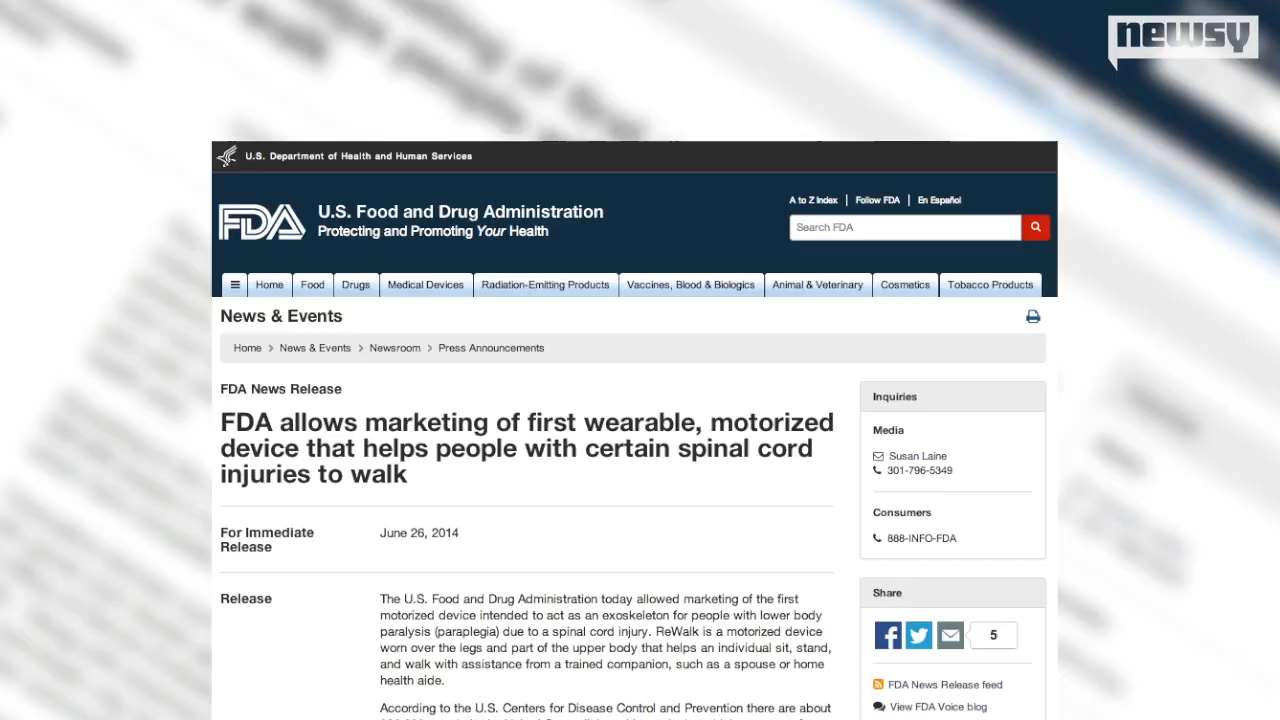 newsy
U.S. Department of Health and Human Services
FDA
U.S. Food and Drug Administration
Protecting and Promoting Your Health
A to Z Index | Follow FDA | En Español
Search FDA
Home
Food
Drugs
Medical Devices
Radiation-Emitting Products
Vaccines, Blood & Biologics
Animal & Veterinary
Cosmetics
Tobacco Products
News & Events
Home > News & Events > Newsroom > Press Announcements
FDA News Release
FDA allows marketing of first wearable, motorized
device that helps people with certain spinal cord
injuries to walk
For Immediate
Release
June 26, 2014
Release
The U.S. Food and Drug Administration today allowed marketing of the first
motorized device intended to act as an exoskeleton for people with lower body
paralysis (paraplegia) due to a spinal cord injury. ReWalk is a motorized device
worn over the legs and part of the upper body that helps an individual sit, stand,
and walk with assistance from a trained companion, such as a spouse or home
health aide.
According to the U.S. Centers for Disease Control and Prevention there are about
Inquiries
Media
Susan Laine
301-796-5349
Consumers
888-INFO-FDA
Share
5
FDA News Release feed
View FDA Voice blog